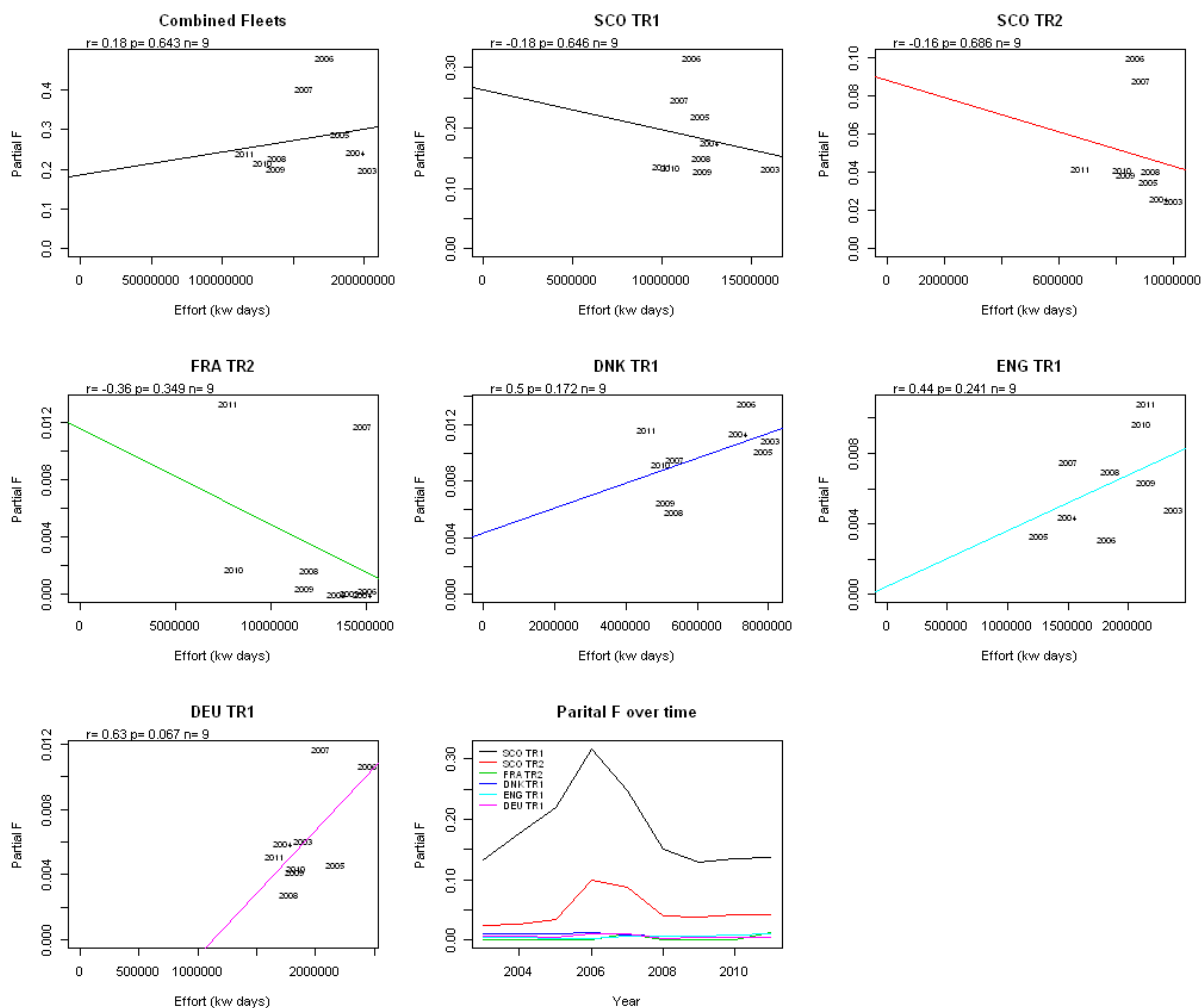 Combined Fleets
r= 0.18 p= 0.643 n= 9
Partial F
0.0 0.1 0.2 0.3 0.4
2006
2007
2005
2004
2011
2008
2010
2009
2003
0 50000000 100000000 200000000
Effort (kw days)
SCO TR1
r= -0.18 p= 0.646 n= 9
Partial F
0.00 0.10 0.20 0.30
2006
2007
2005
2004
2008
2010
2009
2003
0 5000000 10000000 15000000
Effort (kw days)
SCO TR2
r= -0.16 p= 0.686 n= 9
Partial F
0.00 0.02 0.04 0.06 0.08 0.10
2006
2007
2011
2010
2008
2009
2005
2004
2003
0 2000000 6000000 10000000
Effort (kw days)
FRA TR2
r= -0.36 p= 0.349 n= 9
Partial F
0.000 0.004 0.008 0.012
2011
2007
2010
2008
2009
2006
0 5000000 10000000 15000000
Effort (kw days)
DNK TR1
r= 0.5 p= 0.172 n= 9
Partial F
0.000 0.004 0.008 0.012
2006
2011
2004
2003
2005
2007
2010
2009
2008
0 2000000 4000000 6000000 8000000
Effort (kw days)
ENG TR1
r= 0.44 p= 0.241 n= 9
Partial F
0.000 0.004 0.008
2011
2010
2007
2008
2009
2004
2003
2005
2006
0 500000 1000000 1500000 2000000
Effort (kw days)
DEU TR1
r= 0.63 p= 0.067 n= 9
Partial F
0.000 0.004 0.008 0.012
2007
2006
2004
2003
2011
2005
2010
2009
2008
0 1000000 2000000
Effort (kw days)
Parital F over time
Partial F
0.00 0.10 0.20 0.30
SCO TR1
SCO TR2
FRA TR2
DNK TR1
ENG TR1
DEU TR1
2004 2006 2008 2010
Year